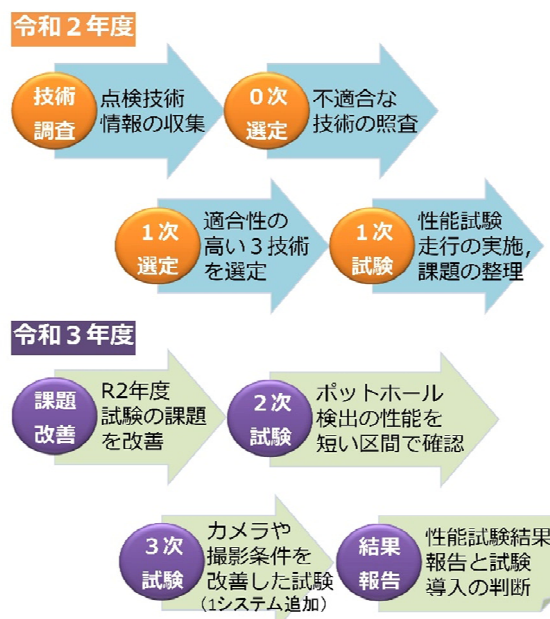 令和２年度
技術
調査
点検技術
情報の収集
０次
選定
不適合な
技術の照査
１次
選定
適合性の
高い３技術
を選定
１次
試験
性能試験
走行の実施,
課題の整理
令和３年度
課題
改善
R2年度
試験の課題
を改善
２次
試験
ポットホール
検出の性能を
短い区間で確認
３次
試験
カメラや
撮影条件を
改善した試験
（1システム追加）
結果
報告
性能試験結果
報告と試験
導入の判断